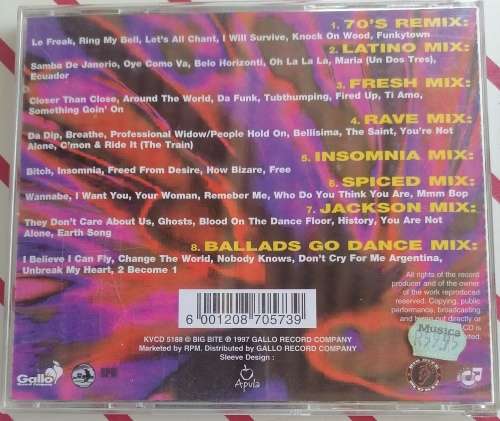 1. 70'S REMIX:
Le Freak, Ring My Bell, Let's All Chant, I Will Survive, Knock On Wood, Funkytown
2. LATINO MIX:
Samba De Janerio, Oye Como Va, Belo Horizonti, Oh La La La, Maria (Un Dos Tres),
Ecuador
3. FRESH MIX:
Closer Than Close, Around The World, Da Funk, Tubthumping, Fired Up, Ti Amo,
Something Goin' On
4. RAVE MIX:
Da Dip, Breathe, Professional Widow/People Hold On, Bellísima, The Saint, You're Not
Alone, C'mon & Ride It (The Train)
5. INSOMNIA MIX:
Bitch, Insomnia, Freed From Desire, How Bizare, Free
6. SPICED MIX:
Wannabe, I Want You, Your Woman, Remeber Me, Who Do You Think You Are, Mmm Bop
7. JACKSON MIX:
They Don't Care About Us, Ghosts, Blood On The Dance Floor, History, You Are Not
Alone, Earth Song
8. BALLADS GO DANCE MIX:
I Believe I Can Fly, Change The World, Nobody Knows, Don't Cry For Me Argentina,
Unbreak My Heart, 2 Become 1
All rights of the record
producer and of the owner
of the work reproduced
reserved. Copying, public
performance, broadcasting
and hiring out directly or
CD is
Musica
6 001208 705739
KVCD 5188 © BIG BITE ℗ 1997 GALLO RECORD COMPANY
Marketed by RPM. Distributed by GALLO RECORD COMPANY
Sleeve Design :
Apula
Gallo
RPM